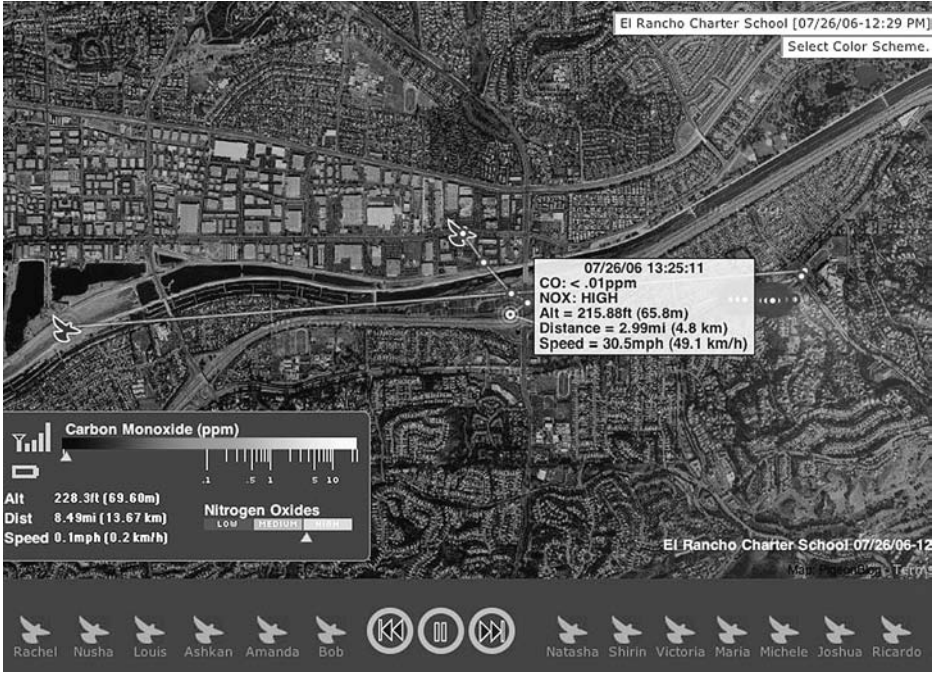 El Rancho Charter School [07/26/06-12:29 PM]
Select Color Scheme.
07/26/06 13:25:11
CO: < .01ppm
NOX: HIGH
Alt = 215.88ft (65.8m)
Distance = 2.99mi (4.8 km)
Speed = 30.5mph (49.1 km/h)
Carbon Monoxide (ppm)
.1 .5 1 5 10
Alt 228.3ft (69.60m)
Dist 8.49mi (13.67 km)
Speed 0.1mph (0.2 km/h)
Nitrogen Oxides
LOW MEDIUM HIGH
El Rancho Charter School 07/26/06-12
Map: Terms
Rachel Nusha Louis Ashkan Amanda Bob Natasha Shirin Victoria Maria Michele Joshua Ricardo